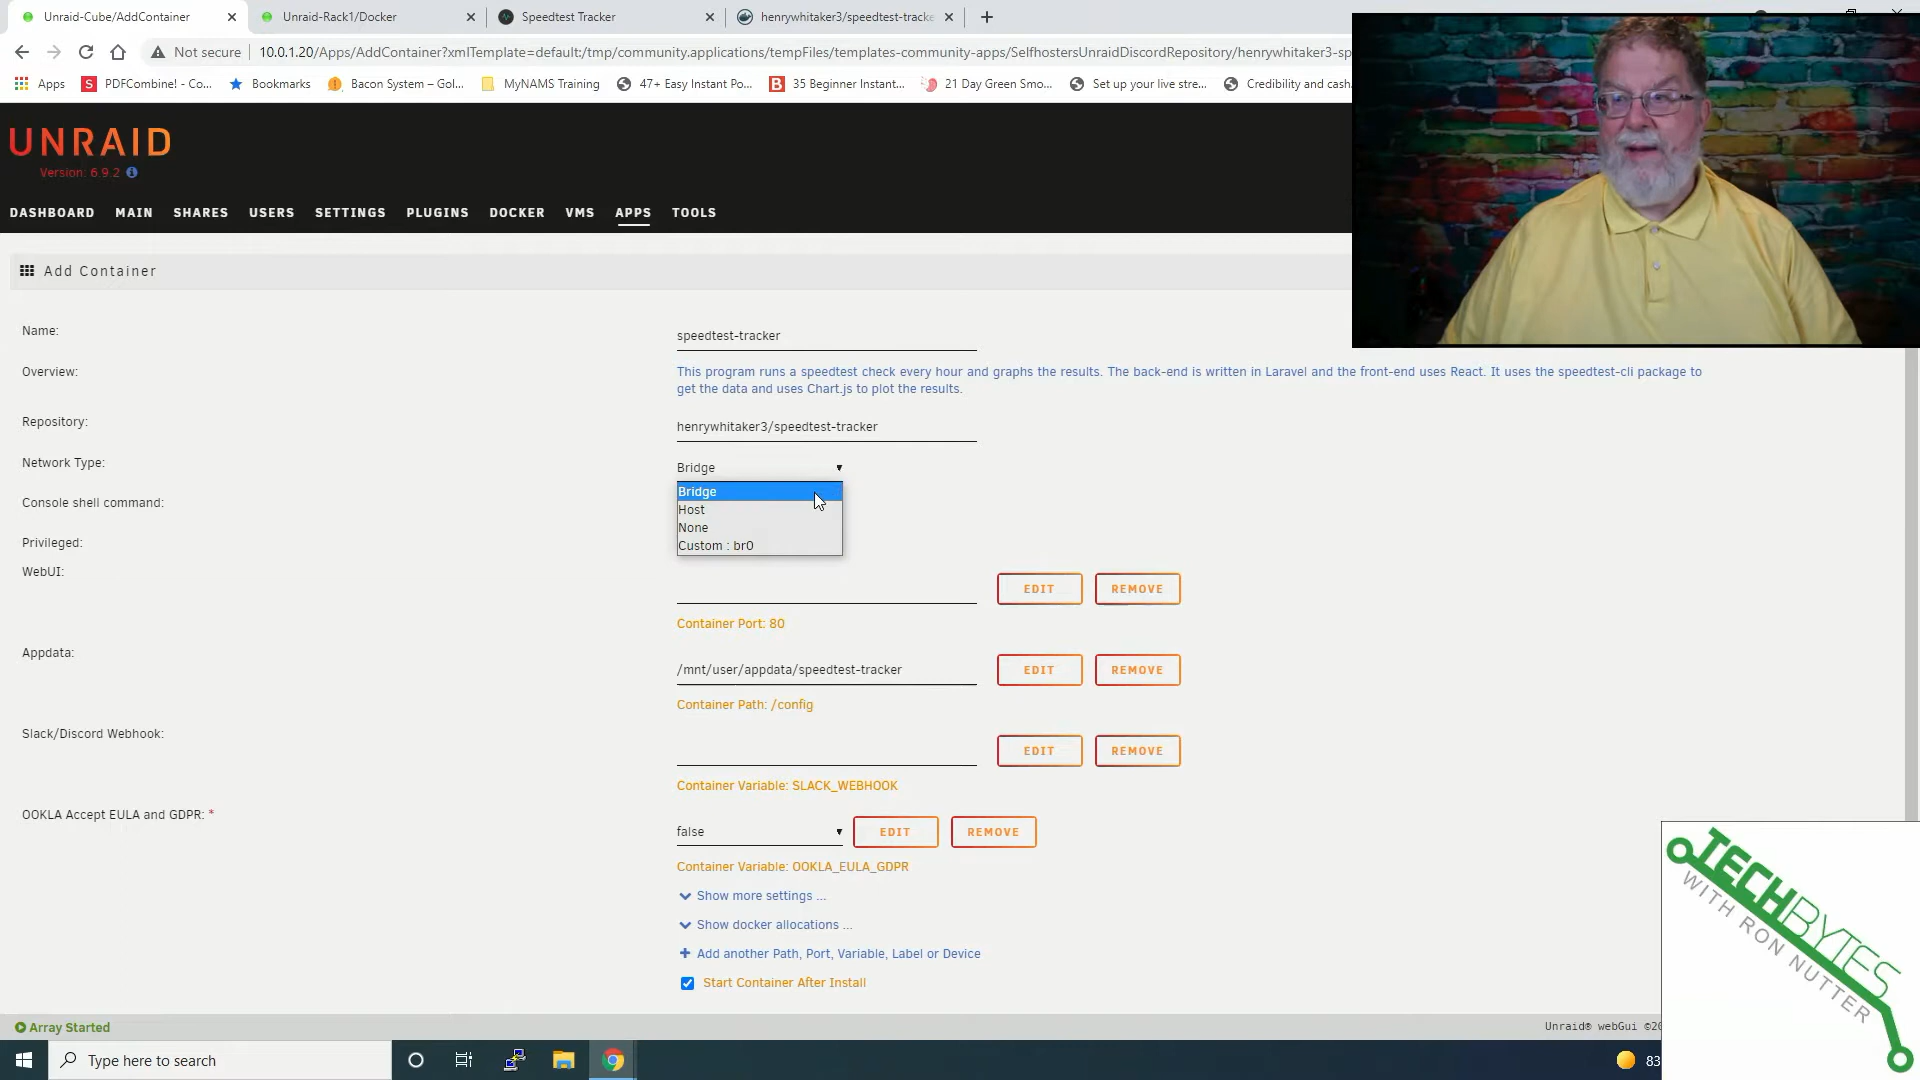 Unraid-Cube/AddContainer
Unraid-Rack1/Docker
Speedtest Tracker
henrywhitaker3/speedtest-tracke
Not secure
10.0.1.20/Apps/AddContainer?xmlTemplate=default:/tmp/community.applications/tempFiles/templates-community-apps/SelfhostersUnraidDiscordRepository/henrywhitaker3-sp
Apps
PDFCombine! - Co...
Bookmarks
Bacon System – Gol...
MyNAMS Training
47+ Easy Instant Po...
35 Beginner Instant...
21 Day Green Smo...
Set up your live stre...
Credibility and cash.
UNRAID
Version: 6.9.2
DASHBOARD MAIN SHARES USERS SETTINGS PLUGINS DOCKER VMS APPS TOOLS
Add Container
Name:
speedtest-tracker
Overview:
This program runs a speedtest check every hour and graphs the results. The back-end is written in Laravel and the front-end uses React. It uses the speedtest-cli package to
get the data and uses Chart.js to plot the results.
Repository:
henrywhitaker3/speedtest-tracker
Network Type:
Bridge
Bridge
Host
None
Custom : br0
Console shell command:
Privileged:
WebUI:
EDIT REMOVE
Container Port: 80
Appdata:
/mnt/user/appdata/speedtest-tracker
EDIT REMOVE
Container Path: /config
Slack/Discord Webhook:
EDIT REMOVE
Container Variable: SLACK_WEBHOOK
OOKLA Accept EULA and GDPR: *
false
EDIT REMOVE
Container Variable: OOKLA_EULA_GDPR
Show more settings ...
Show docker allocations ...
Add another Path, Port, Variable, Label or Device
Start Container After Install
Array Started
Unraid® webGui ©20
Type here to search
83
TECHBYTES
WITH RON NUTTER